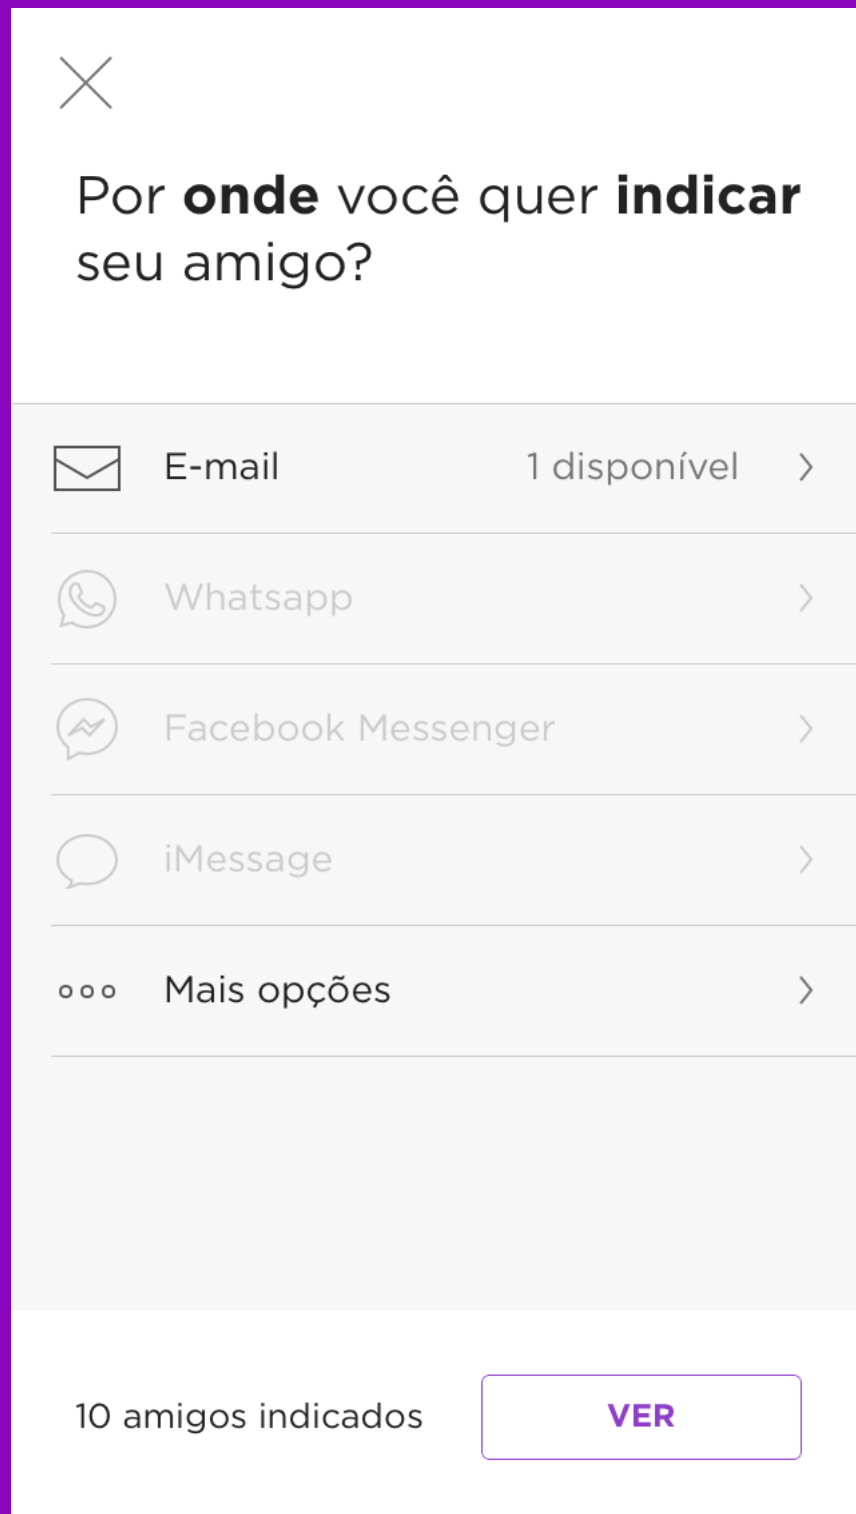 Por onde você quer indicar
seu amigo?
E-mail 1 disponível
Whatsapp
Facebook Messenger
iMessage
Mais opções
10 amigos indicados VER